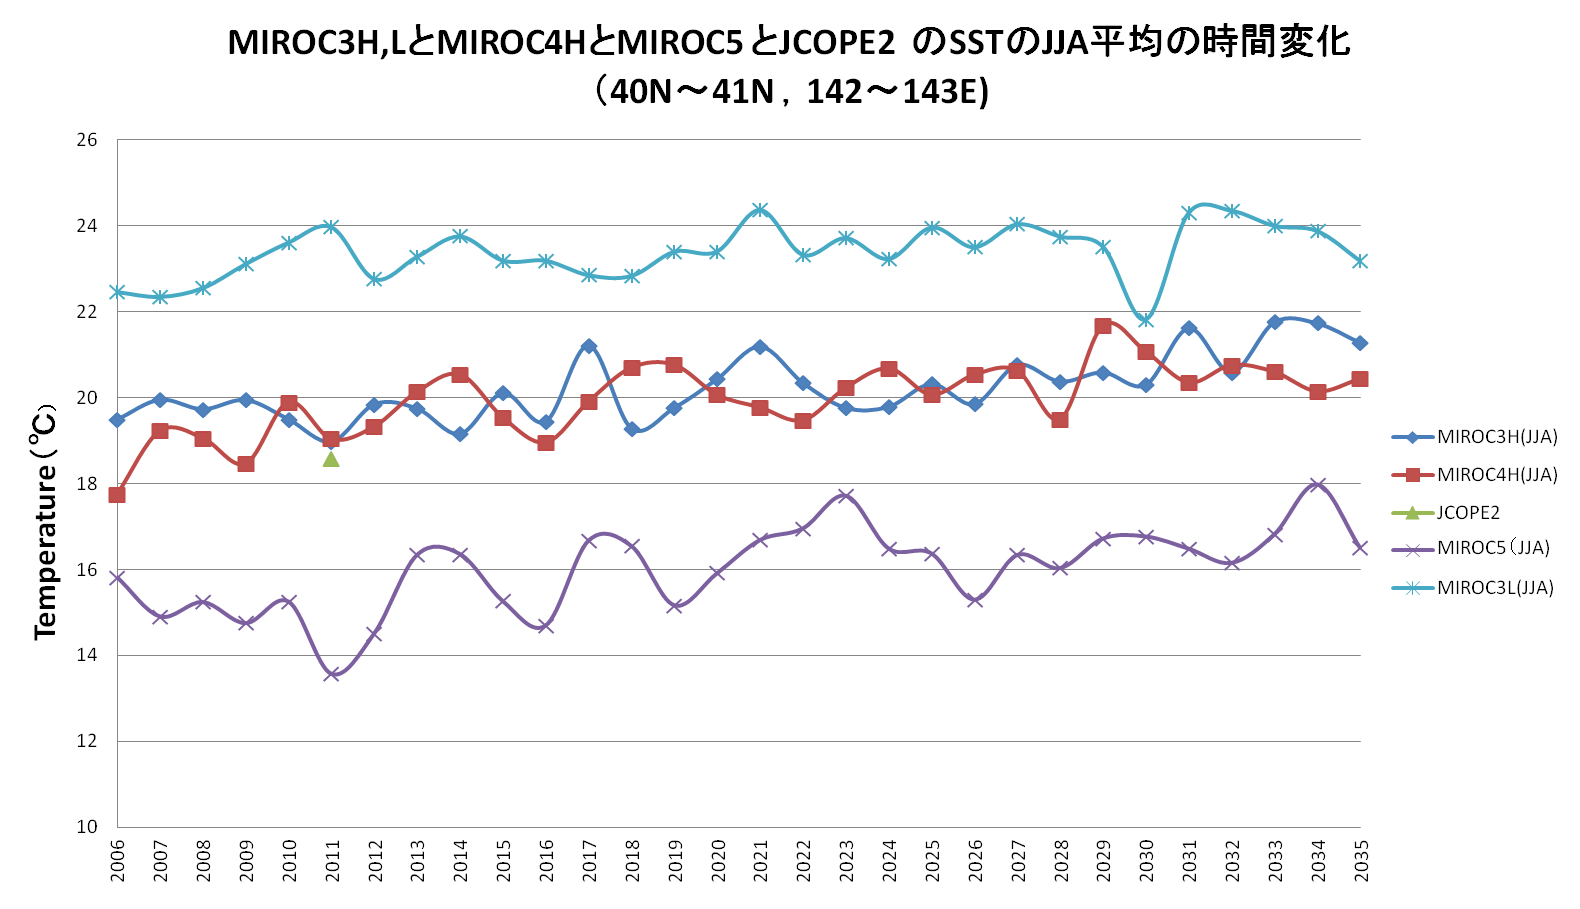 MIROC3H,LとMIROC4HとMIROC5とJCOPE2 のSSTのJJA平均の時間変化
（40N～41N，142～143E)
26
24
22
20
18
16
14
12
10
Temperature（℃）
2006 2007 2008 2009 2010 2011 2012 2013 2014 2015 2016 2017 2018 2019 2020 2021 2022 2023 2024 2025 2026 2027 2028 2029 2030 2031 2032 2033 2034 2035
MIROC3H(JJA)
MIROC4H(JJA)
JCOPE2
MIROC5（JJA)
MIROC3L(JJA)